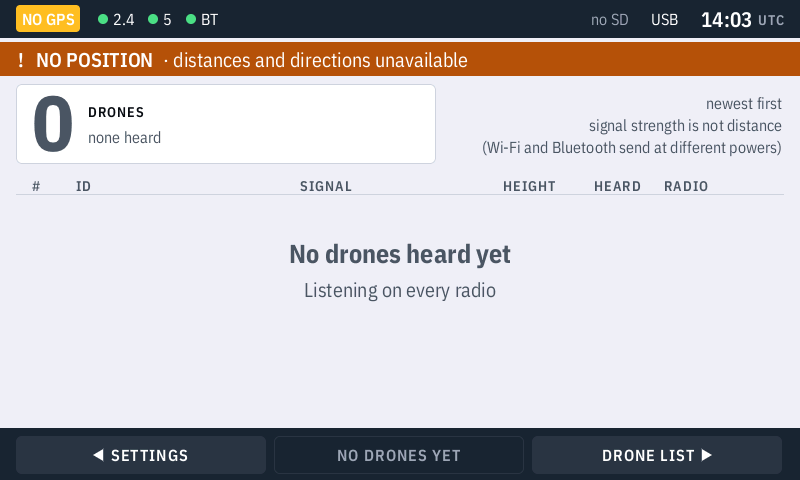 NO GPS 2.4 5 BT no SD USB 14:03 UTC
! NO POSITION · distances and directions unavailable
0 DRONES
none heard
newest first
signal strength is not distance
(Wi-Fi and Bluetooth send at different powers)
# ID SIGNAL HEIGHT HEARD RADIO
No drones heard yet
Listening on every radio
◀ SETTINGS NO DRONES YET DRONE LIST ▶